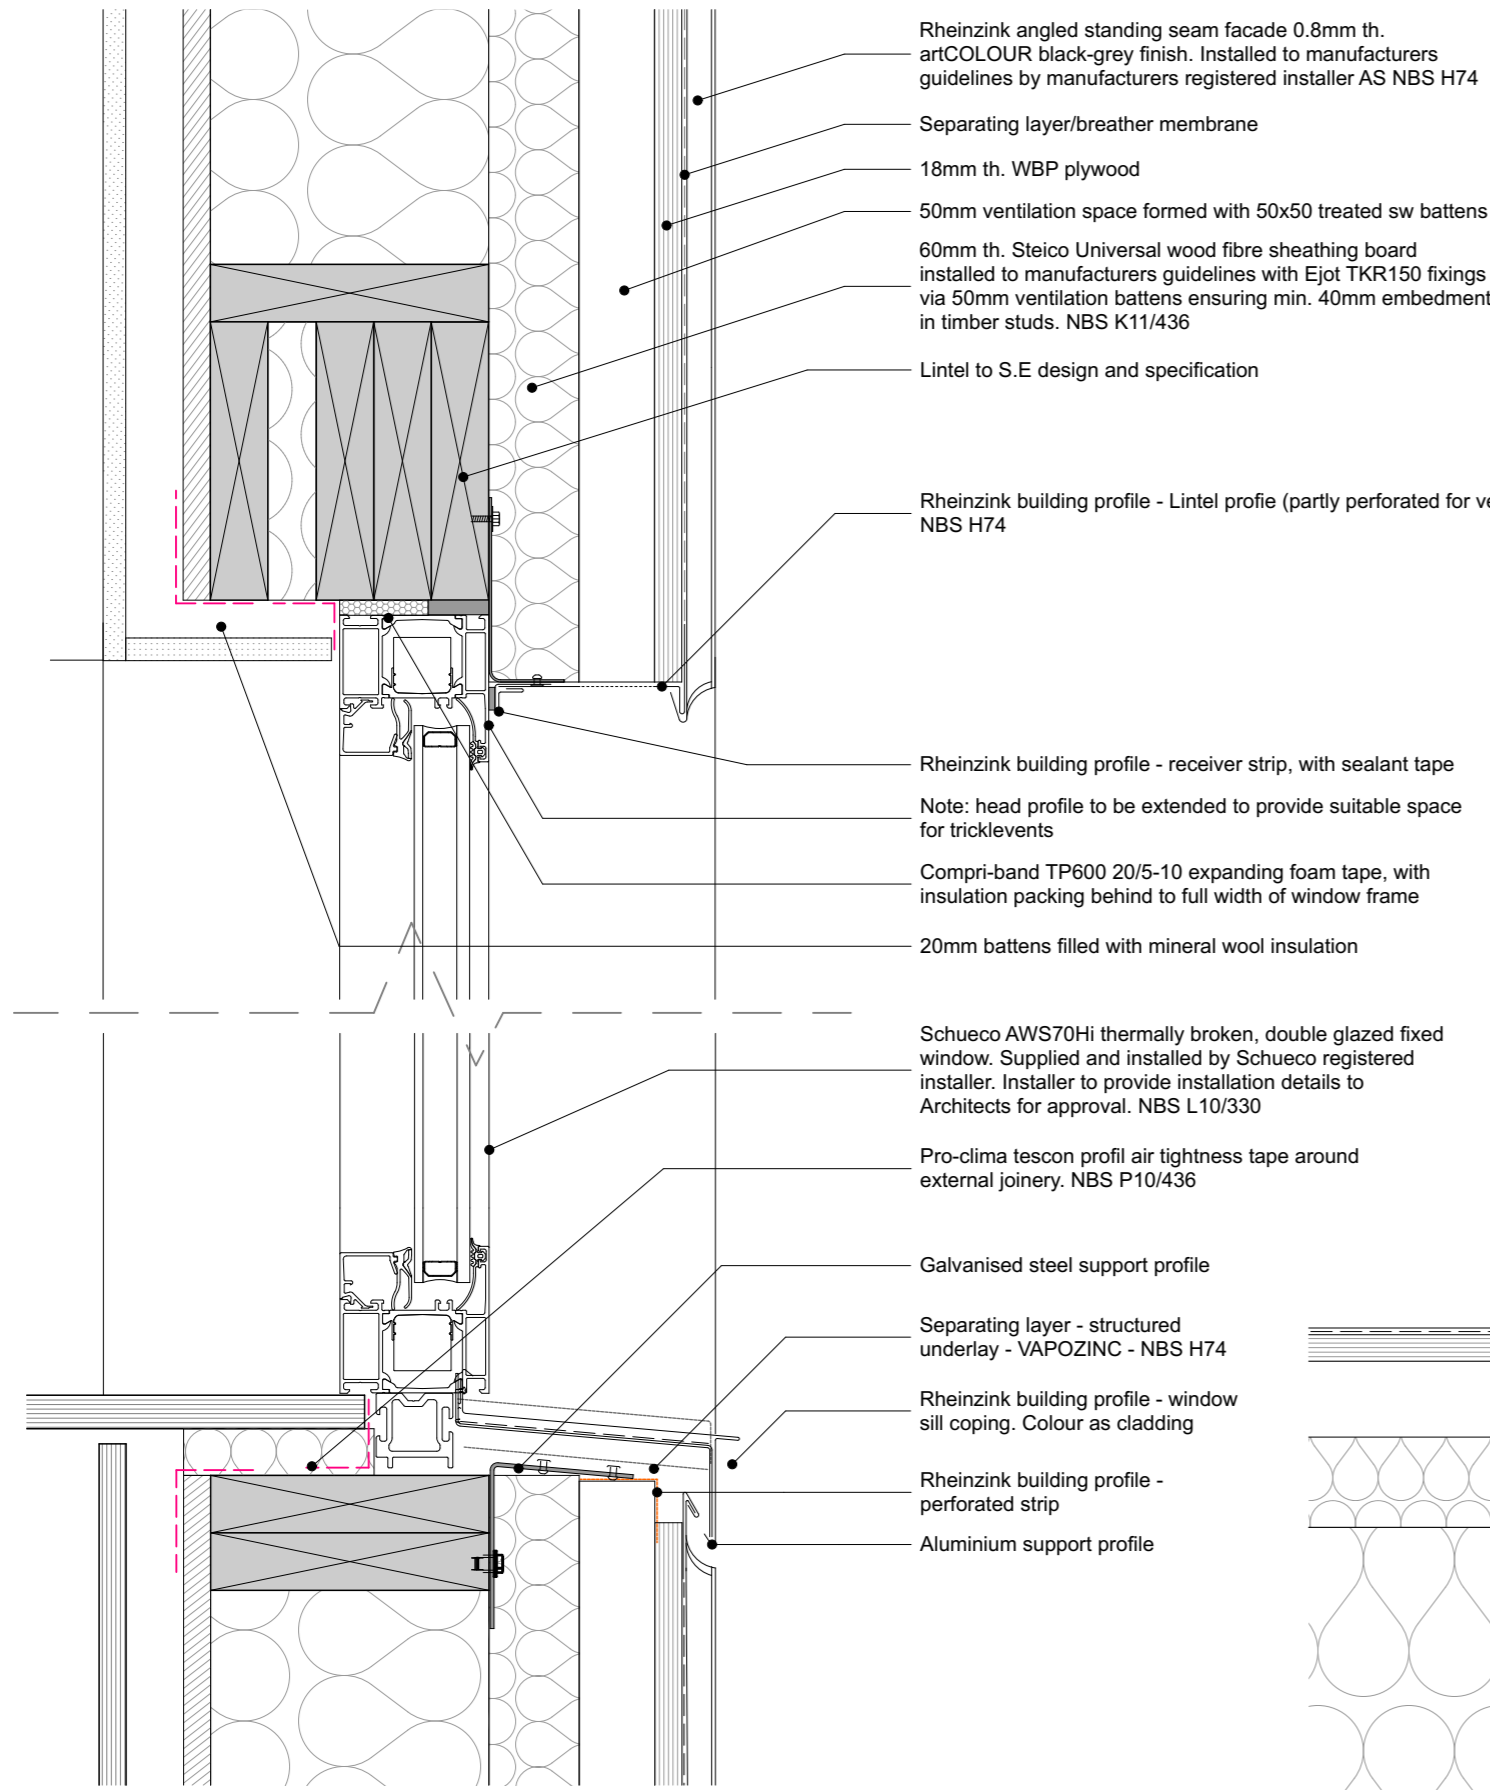 Rheinzink angled standing seam facade 0.8mm th.
artCOLOUR black-grey finish. Installed to manufacturers
guidelines by manufacturers registered installer AS NBS H74
Separating layer/breather membrane
18mm th. WBP plywood
50mm ventilation space formed with 50x50 treated sw battens
60mm th. Steico Universal wood fibre sheathing board
installed to manufacturers guidelines with Ejot TKR150 fixings
via 50mm ventilation battens ensuring min. 40mm embedment
in timber studs. NBS K11/436
Lintel to S.E design and specification
Rheinzink building profile - Lintel profie (partly perforated for
NBS H74
Rheinzink building profile - receiver strip, with sealant tape
Note: head profile to be extended to provide suitable space
for tricklevents
Compri-band TP600 20/5-10 expanding foam tape, with
insulation packing behind to full width of window frame
20mm battens filled with mineral wool insulation
Schueco AWS70Hi thermally broken, double glazed fixed
window. Supplied and installed by Schueco registered
installer. Installer to provide installation details to
Architects for approval. NBS L10/330
Pro-clima tescon profil air tightness tape around
external joinery. NBS P10/436
Galvanised steel support profile
Separating layer - structured
underlay - VAPOZINC - NBS H74
Rheinzink building profile - window
sill coping. Colour as cladding
Rheinzink building profile -
perforated strip
Aluminium support profile